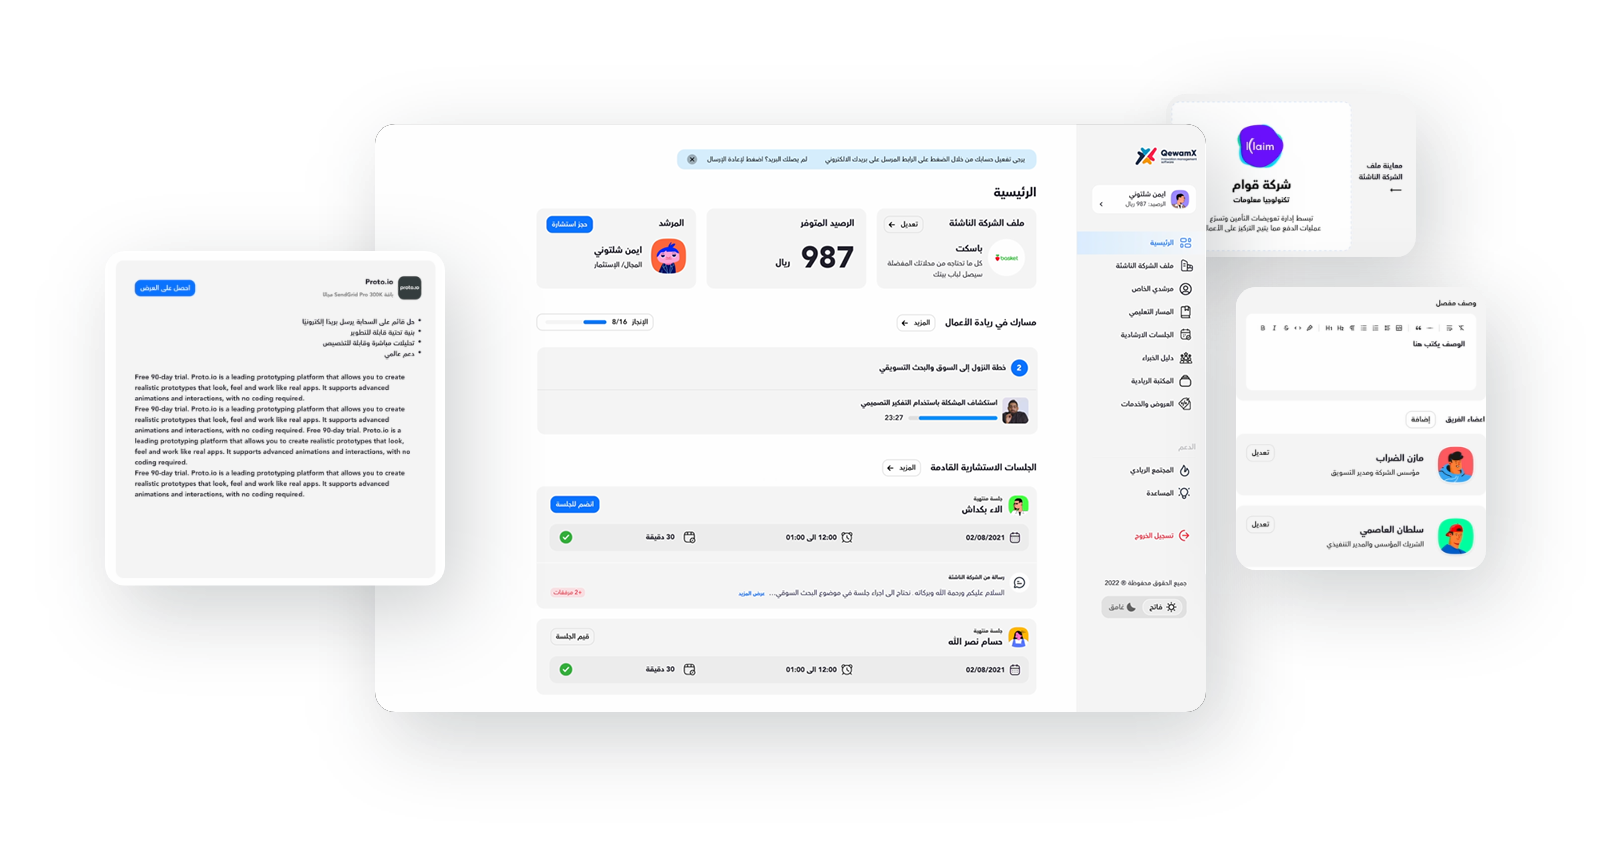 يرجى تفعيل حسابك من خلال الضغط على الرابط المرسل على بريدك الالكتروني
لم يصلك البريد؟ اضغط لإعادة الإرسال
QewamX
ايمن شلتوني
الرصيد: 987 ريال
الرئيسية
ملف الشركة الناشئة
مرشدي الخاص
المسار التعليمي
الجلسات الارشادية
دليل الخبراء
المكتبة الريادية
العروض والخدمات
الدعم
المجتمع الريادي
المساعدة
تسجيل الخروج
جميع الحقوق محفوظة ® 2022
فاتح
غامق
الرئيسية
ملف الشركة الناشئة
تعديل
basket
باسكت
كل ما تحتاجه من محلاتك المفضلة
سيصل لباب بيتك
الرصيد المتوفر
987 ريال
المرشد
حجز استشارة
ايمن شلتوني
المجال/ الإستثمار
مسارك في ريادة الأعمال
المزيد
الإنجاز 8/16
2
خطة النزول إلى السوق والبحث التسويقي
استكشاف المشكلة باستخدام التفكير التصميمي
23:27
الجلسات الاستشارية القادمة
المزيد
جلسة منتهية
الاء بكداش
انضم للجلسة
02/08/2021
12:00 الى 01:00
30 دقيقة
رسالة من الشركة الناشئة
السلام عليكم ورحمة الله وبركاته . نحتاج الى اجراء جلسة في موضوع البحث السوقي... عرض المزيد
+2 مرفقات
جلسة منتهية
حسام نصر الله
قيم الجلسة
02/08/2021
12:00 الى 01:00
30 دقيقة
معاينة ملف
الشركة الناشئة
Klaim
شركة قوام
تكنولوجيا معلومات
نبسط إدارة تعويضات التأمين ونسرّع
عمليات الدفع مما يتيح التركيز على الأعما
وصف مفصل
B I S H1 H2
الوصف يكتب هنا
اعضاء الفريق
إضافة
مازن الضراب
مؤسس الشركة ومدير التسويق
تعديل
سلطان العاصمي
الشريك المؤسس والمدير التنفيذي
تعديل
proto.io
Proto.io
باقة SendGrid Pro 300K مجانًا
احصل على العرض
* حل قائم على السحابة يرسل بريدًا إلكترونيًا
* بنية تحتية قابلة للتطوير
* تحليلات مباشرة وقابلة للتخصيص
* دعم عالمي
Free 90-day trial. Proto.io is a leading prototyping platform that allows you to create
realistic prototypes that look, feel and work like real apps. It supports advanced
animations and interactions, with no coding required.
Free 90-day trial. Proto.io is a leading prototyping platform that allows you to create
realistic prototypes that look, feel and work like real apps. It supports advanced
animations and interactions, with no coding required. Free 90-day trial. Proto.io is a
leading prototyping platform that allows you to create realistic prototypes that look,
feel and work like real apps. It supports advanced animations and interactions, with no
coding required.
Free 90-day trial. Proto.io is a leading prototyping platform that allows you to create
realistic prototypes that look, feel and work like real apps. It supports advanced
animations and interactions, with no coding required.